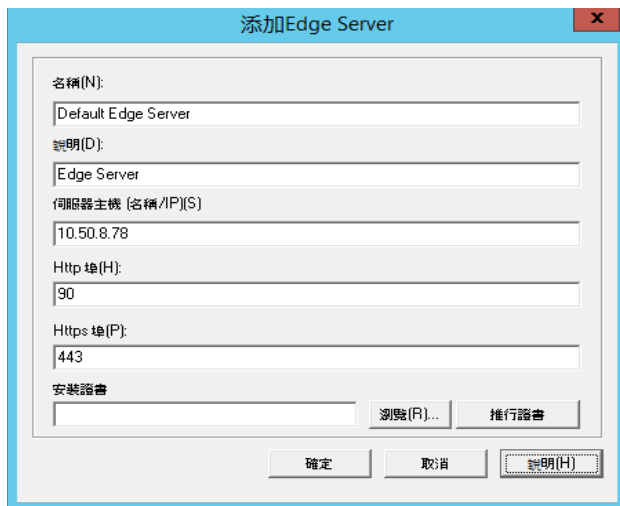 添加Edge Server
x
名稱(N):
Default Edge Server
說明(D):
Edge Server
伺服器主機 (名稱/IP)(S)
10.50.8.78
Http 埠(H):
90
Https 埠(P):
443
安裝證書
瀏覽(R)... 推行證書
確定 取消 說明(H)